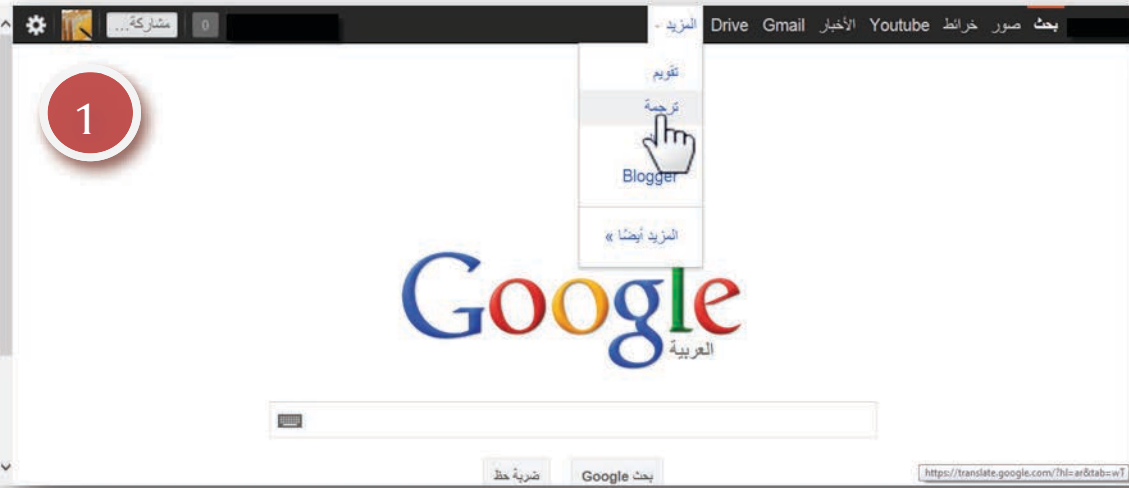 بحث صور خرائط Youtube الأخبار Gmail Drive المزيد
0 مشاركة...
1
تقويم
ترجمة
Blogger
المزيد أيضًا »
Google
العربية
بحث Google ضربة حظ
https://translate.google.com/?hl=ar&tab=wT